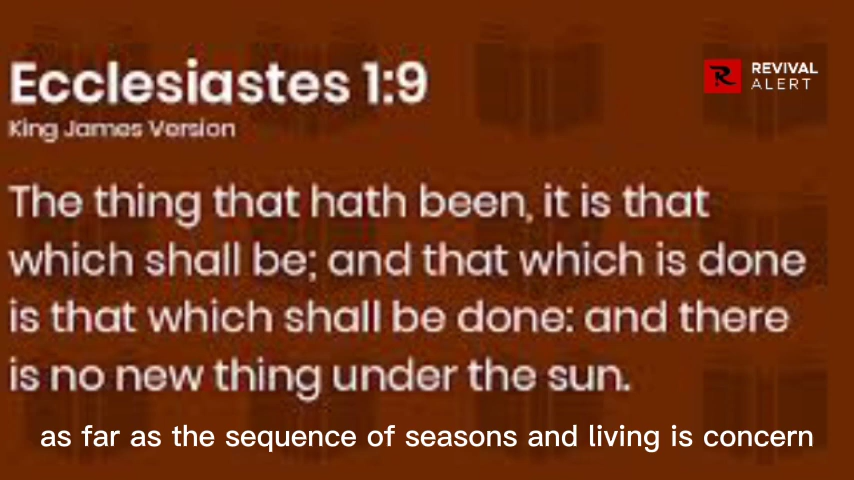 Ecclesiastes 1:9
REVIVAL
ALERT
King James Version
The thing that hath been, it is that
which shall be; and that which is done
is that which shall be done: and there
is no new thing under the sun.
as far as the sequence of seasons and living is concern